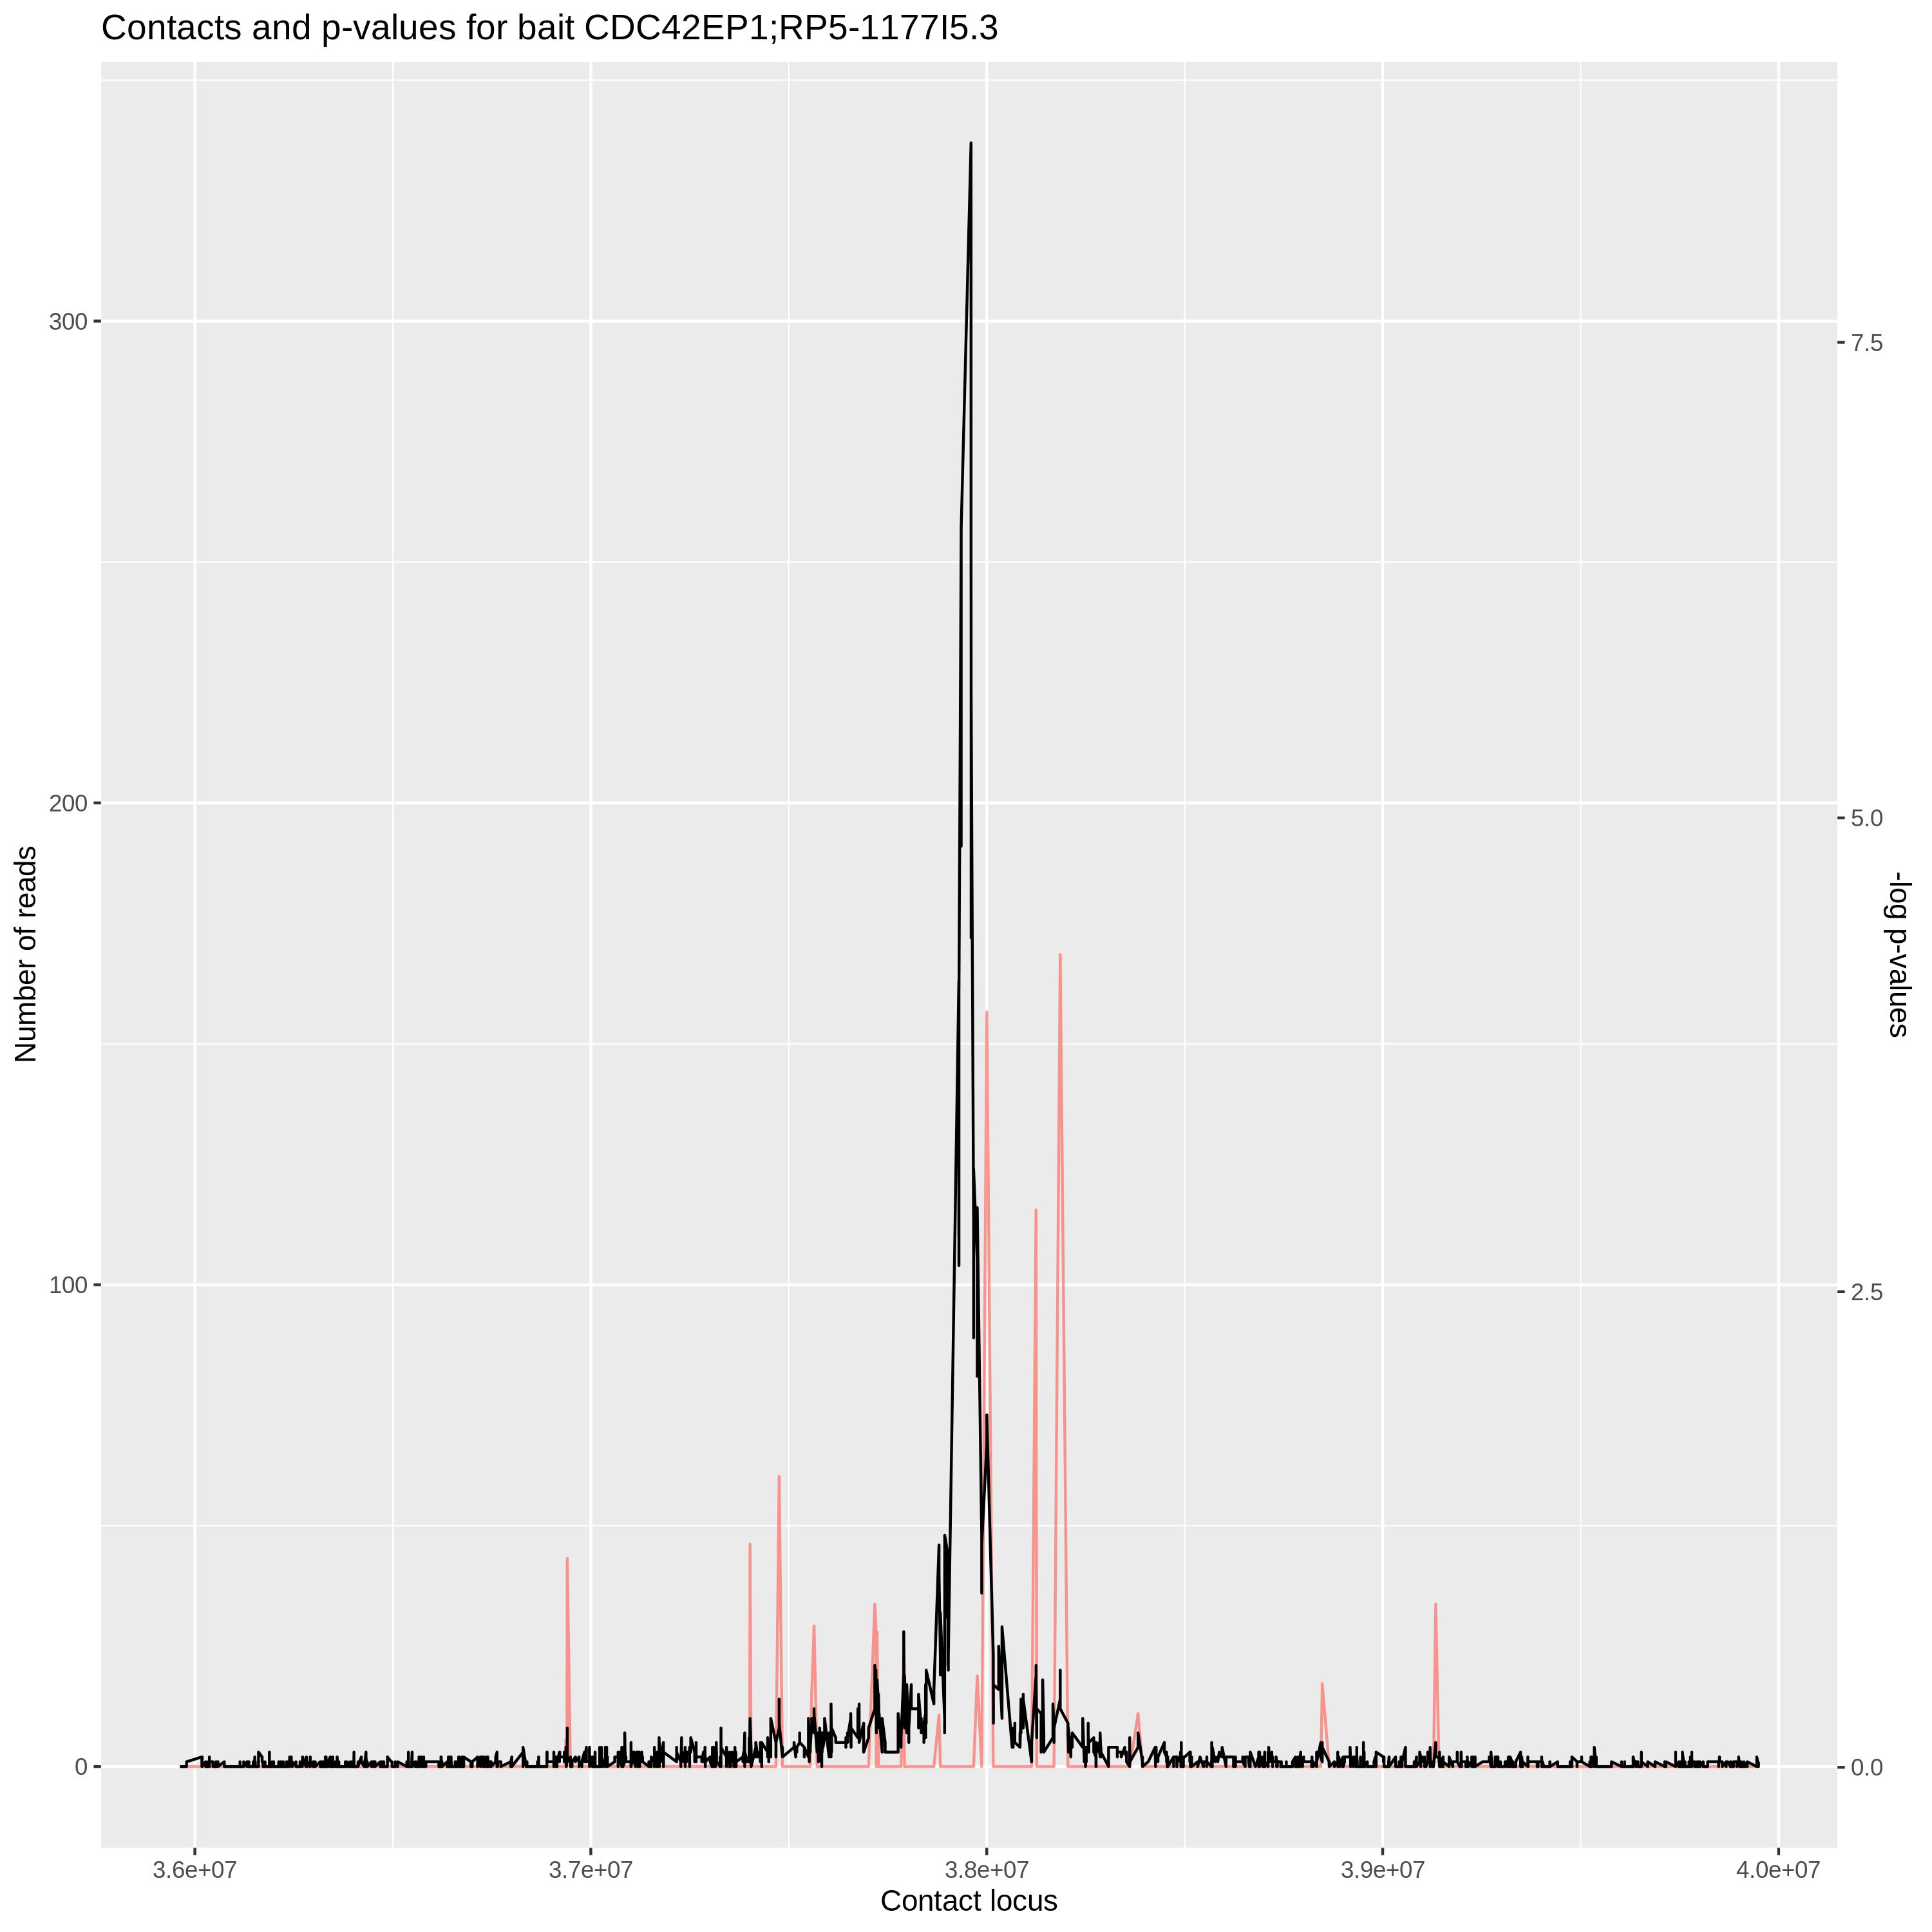 Contacts and p-values for bait CDC42EP1;RP5-1177I5.3
300
200
100
0
Number of reads
7.5
5.0
2.5
0.0
-log p-values
3.6e+07
3.7e+07
3.8e+07
3.9e+07
4.0e+07
Contact locus